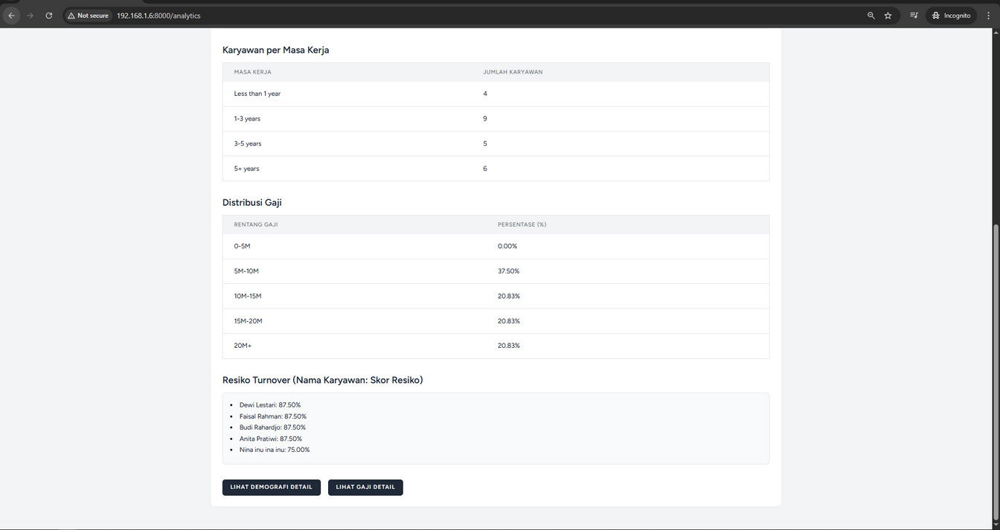 Not secure 192.168.1.6:8000/analytics Incognito
Karyawan per Masa Kerja
MASA KERJA JUMLAH KARYAWAN
Less than 1 year 4
1-3 years 9
3-5 years 5
5+ years 6
Distribusi Gaji
RENTANG GAJI PERSENTASE (%)
0-5M 0.00%
5M-10M 37.50%
10M-15M 20.83%
15M-20M 20.83%
20M+ 20.83%
Resiko Turnover (Nama Karyawan: Skor Resiko)
• Dewi Lestari: 87.50%
• Faisal Rahman: 87.50%
• Budi Rahardjo: 87.50%
• Anita Pratiwi: 87.50%
• Nina inu ina inu: 75.00%
LIHAT DEMOGRAFI DETAIL LIHAT GAJI DETAIL